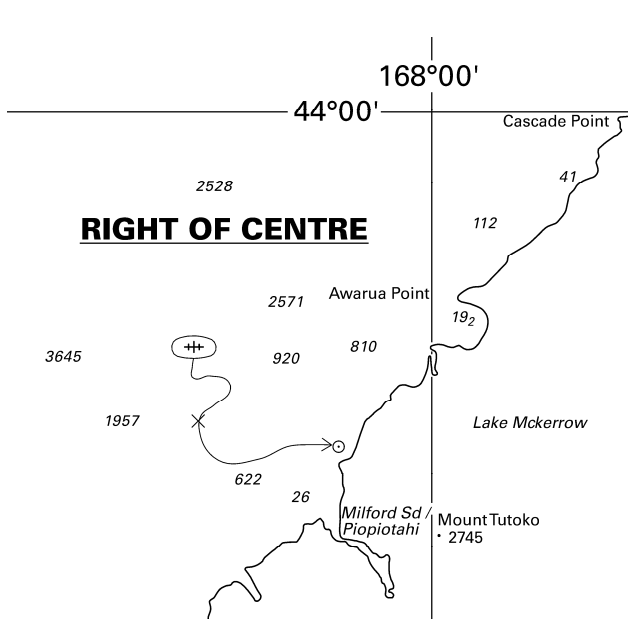 168°00'
44°00'
Cascade Point
41
2528
112
RIGHT OF CENTRE
Awarua Point
2571
19₂
810
3645
920
1957
Lake Mckerrow
622
26
Milford Sd /
Piopiotahi
Mount Tutoko
2745